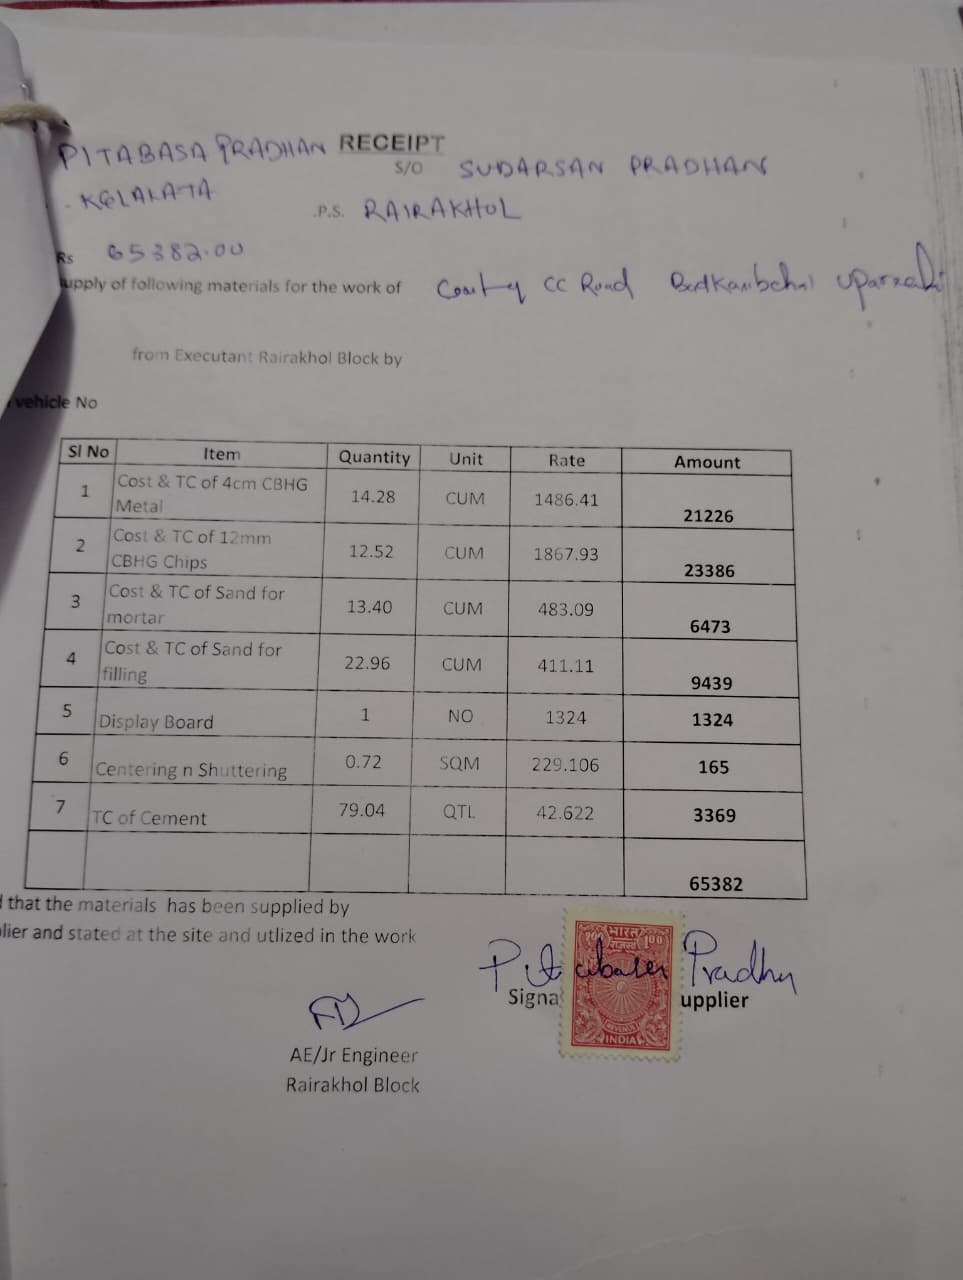 RECEIPT
PITABASA PRADHAN S/O SUDARSAN PRADHAN
KELAKATA P.S. RAIRAKHOL
Rs 65382.00
upply of following materials for the work of CC Road
from Executant Rairakhol Block by
vehicle No
Sl No Item Quantity Unit Rate Amount
1 Cost & TC of 4cm CBHG Metal 14.28 CUM 1486.41 21226
2 Cost & TC of 12mm CBHG Chips 12.52 CUM 1867.93 23386
3 Cost & TC of Sand for mortar 13.40 CUM 483.09 6473
4 Cost & TC of Sand for filling 22.96 CUM 411.11 9439
5 Display Board 1 NO 1324 1324
6 Centering n Shuttering 0.72 SQM 229.106 165
7 TC of Cement 79.04 QTL 42.622 3369
65382
that the materials has been supplied by
lier and stated at the site and utlized in the work
Pitabasa Pradhan
Signa upplier
भारत
1.00
REVENUE
INDIA
AE/Jr Engineer
Rairakhol Block